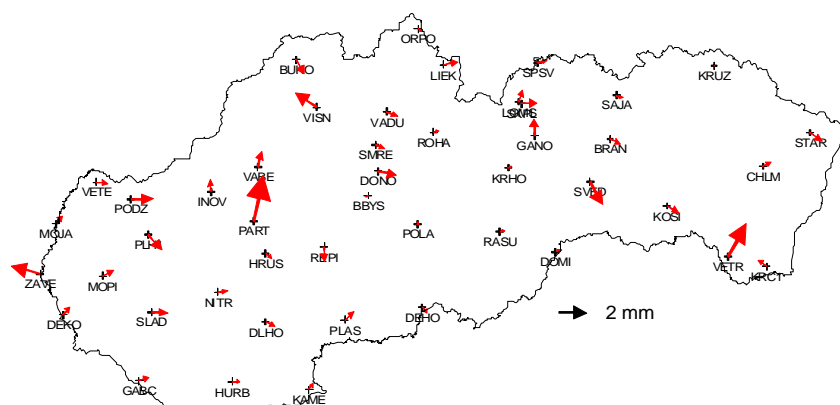 ORPO
BUKO
LIEK
SPSV
KRUZ
VISN
VADU
SAJA
ROHA
GANO
BRAN
STAR
SMRE
VARE
DONO
KRHO
CHLM
VETE
INOV
BBYS
SVED
PODZ
KOSI
MOJA
PLH
PART
POLA
RASU
HRUS
REPI
DOMI
VETR
ZAVE
MOPI
KRCT
NITR
DEKO
SLAD
DLHO
PLAS
DEHO
2 mm
GABC
HURB
KAME